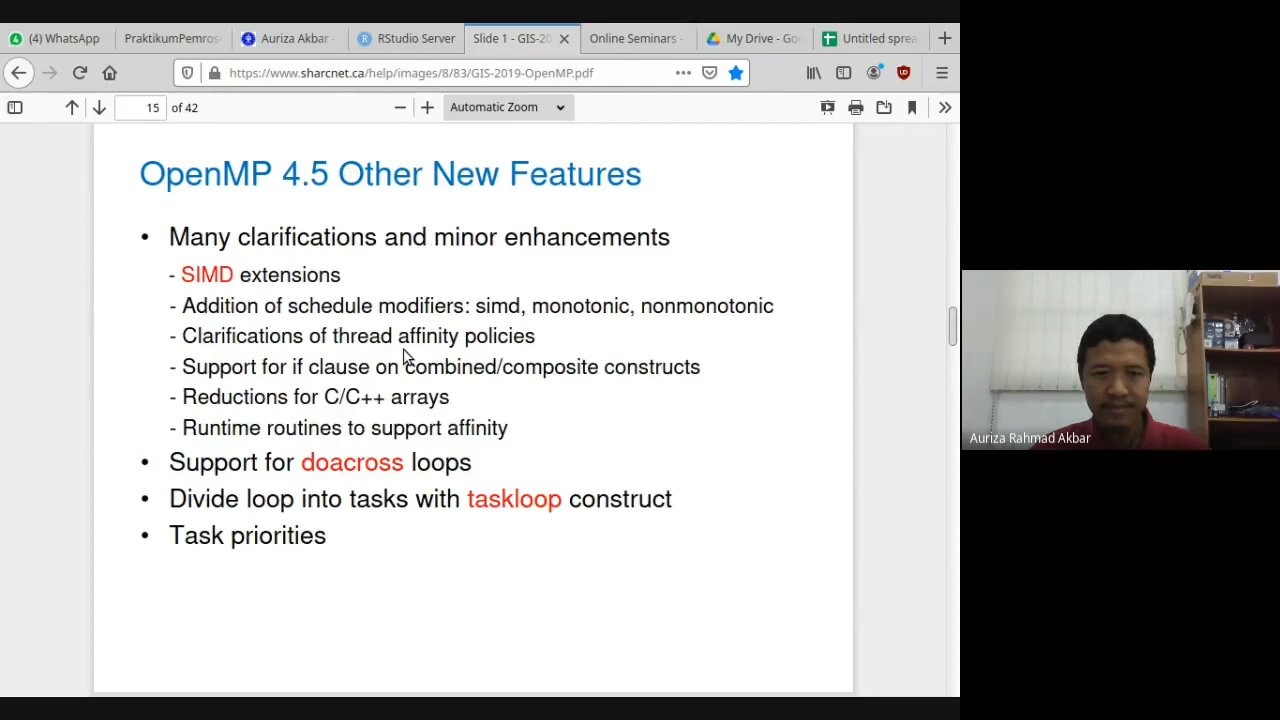 (4) WhatsApp
PraktikumPemros
Auriza Akbar -
RStudio Server
Slide 1 - GIS-20
Online Seminars -
My Drive - Goo
Untitled sprea
https://www.sharcnet.ca/help/images/8/83/GIS-2019-OpenMP.pdf
15 of 42
Automatic Zoom
OpenMP 4.5 Other New Features
• Many clarifications and minor enhancements
- SIMD extensions
- Addition of schedule modifiers: simd, monotonic, nonmonotonic
- Clarifications of thread affinity policies
- Support for if clause on combined/composite constructs
- Reductions for C/C++ arrays
- Runtime routines to support affinity
• Support for doacross loops
• Divide loop into tasks with taskloop construct
• Task priorities
Auriza Rahmad Akbar